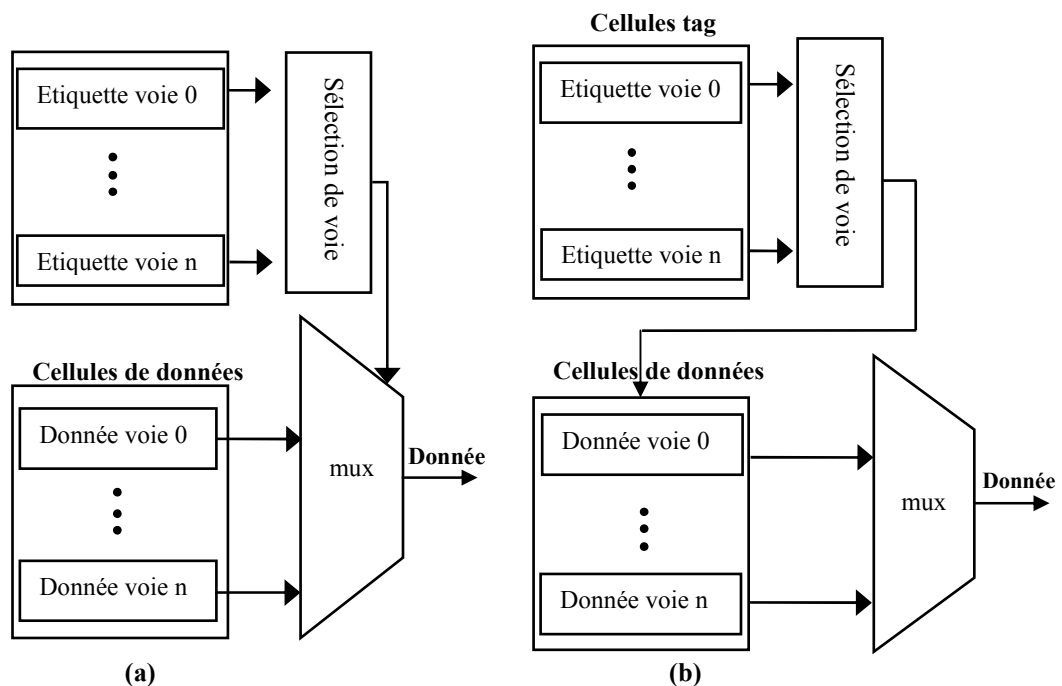 Etiquette voie 0
Etiquette voie n
Sélection de voie
Cellules de données
Donnée voie 0
Donnée voie n
mux
Donnée
(a)
Cellules tag
Etiquette voie 0
Etiquette voie n
Sélection de voie
Cellules de données
Donnée voie 0
Donnée voie n
mux
Donnée
(b)